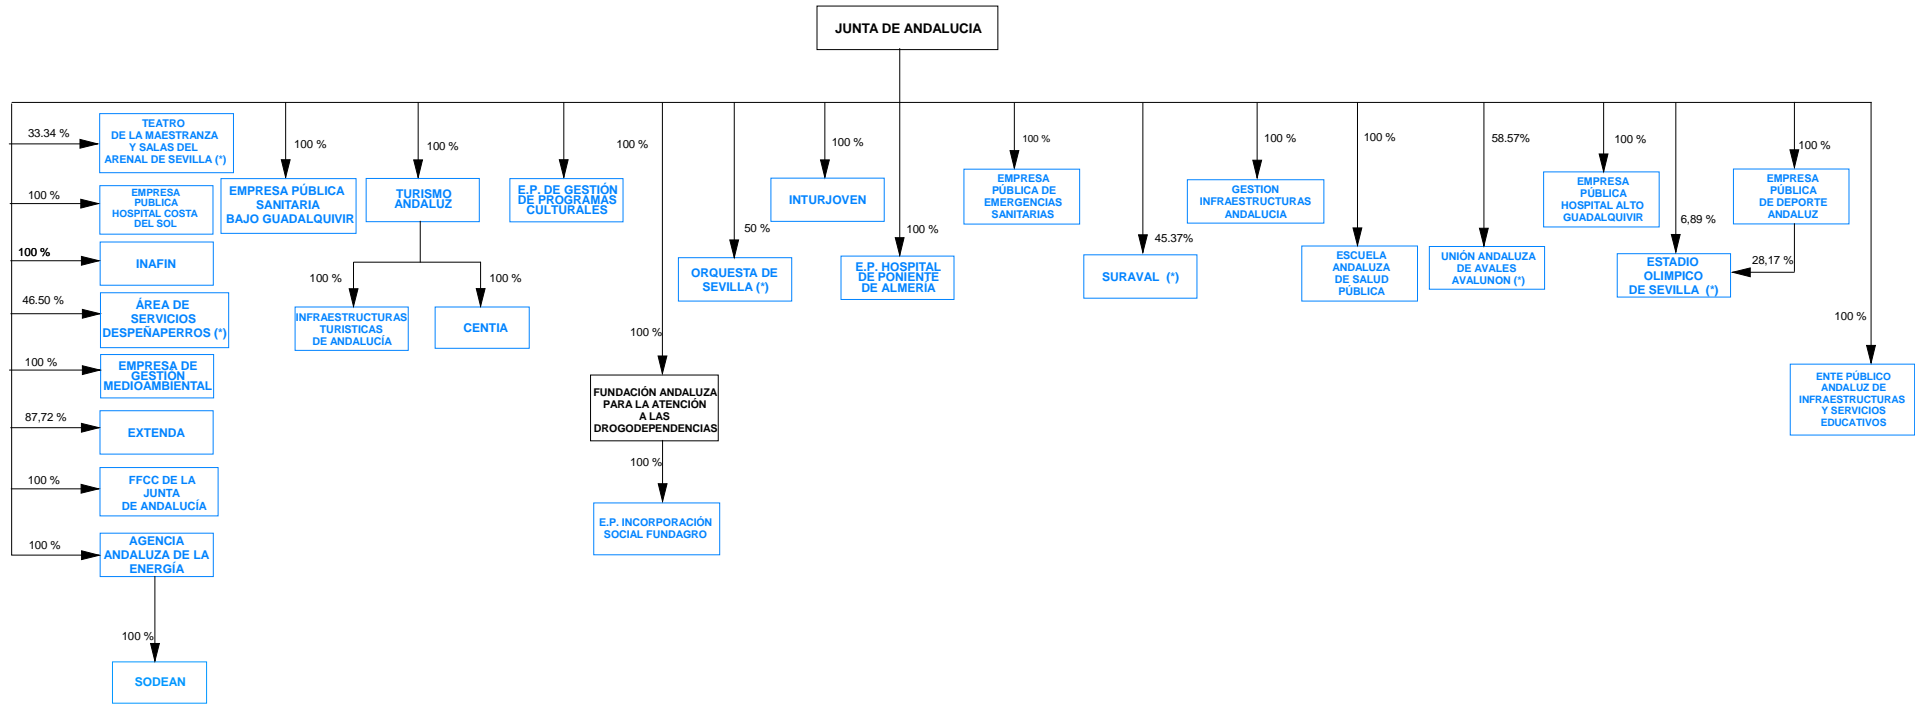 JUNTA DE ANDALUCIA
33.34 %
TEATRO
DE LA MAESTRANZA
Y SALAS DEL
ARENAL DE SEVILLA (*)
100 %
EMPRESA
PUBLICA
HOSPITAL COSTA
DEL SOL
100 %
INAFIN
46.50 %
ÁREA DE
SERVICIOS
DESPEÑAPERROS (*)
100 %
EMPRESA DE
GESTIÓN
MEDIOAMBIENTAL
87,72 %
EXTENDA
100 %
FFCC DE LA
JUNTA
DE ANDALUCÍA
100 %
AGENCIA
ANDALUZA DE LA
ENERGÍA
100 %
SODEAN
100 %
EMPRESA PÚBLICA
SANITARIA
BAJO GUADALQUIVIR
100 %
TURISMO
ANDALUZ
100 %
INFRAESTRUCTURAS
TURISTICAS
DE ANDALUCÍA
100 %
CENTIA
100 %
E.P. DE GESTIÓN
DE PROGRAMAS
CULTURALES
100 %
FUNDACIÓN ANDALUZA
PARA LA ATENCIÓN
A LAS
DROGODEPENDENCIAS
100 %
E.P. INCORPORACIÓN
SOCIAL FUNDAGRO
50 %
ORQUESTA DE
SEVILLA (*)
100 %
INTURJOVEN
100 %
E.P. HOSPITAL
DE PONIENTE
DE ALMERÍA
100 %
EMPRESA
PÚBLICA DE
EMERGENCIAS
SANITARIAS
45.37%
SURAVAL (*)
100 %
GESTION
INFRAESTRUCTURAS
ANDALUCIA
100 %
ESCUELA
ANDALUZA
DE SALUD
PÚBLICA
58.57%
UNIÓN ANDALUZA
DE AVALES
AVALUNON (*)
100 %
EMPRESA
PÚBLICA
HOSPITAL ALTO
GUADALQUIVIR
6,89 %
ESTADIO
OLIMPICO
DE SEVILLA (*)
100 %
EMPRESA
PÚBLICA
DE DEPORTE
ANDALUZ
28,17 %
100 %
ENTE PÚBLICO
ANDALUZ DE
INFRAESTRUCTURAS
Y SERVICIOS
EDUCATIVOS